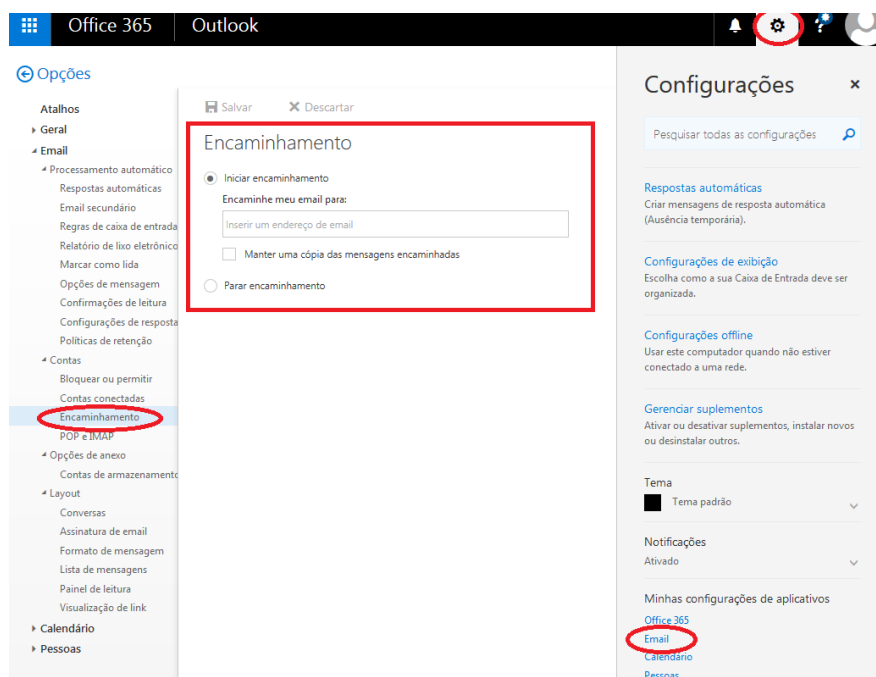 Office 365
Outlook
Opções
Atalhos
Geral
Email
Processamento automático
Respostas automáticas
Email secundário
Regras de caixa de entrada
Relatório de lixo eletrônico
Marcar como lida
Opções de mensagem
Confirmações de leitura
Configurações de resposta
Políticas de retenção
Contas
Bloquear ou permitir
Contas conectadas
Encaminhamento
POP e IMAP
Opções de anexo
Contas de armazenamento
Layout
Conversas
Assinatura de email
Formato de mensagem
Lista de mensagens
Painel de leitura
Visualização de link
Calendário
Pessoas
Salvar
Descartar
Encaminhamento
Iniciar encaminhamento
Encaminhe meu email para:
Inserir um endereço de email
Manter uma cópia das mensagens encaminhadas
Parar encaminhamento
Configurações
Pesquisar todas as configurações
Respostas automáticas
Criar mensagens de resposta automática
(Ausência temporária).
Configurações de exibição
Escolha como a sua Caixa de Entrada deve ser
organizada.
Configurações offline
Usar este computador quando não estiver
conectado a uma rede.
Gerenciar suplementos
Ativar ou desativar suplementos, instalar novos
ou desinstalar outros.
Tema
Tema padrão
Notificações
Ativado
Minhas configurações de aplicativos
Office 365
Email
Calendário
Pessoas